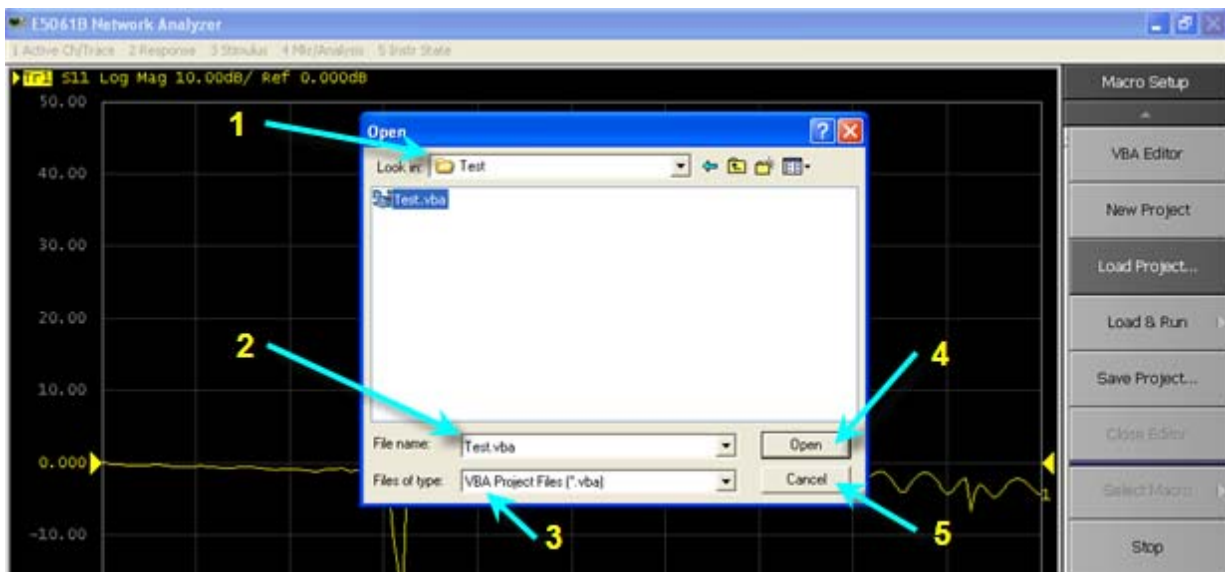 E5061B Network Analyzer
1 Active Ch/Trace 2 Response 3 Stimulus 4 Mkr/Analysis 5 Instr State
Tr1 S11 Log Mag 10.00dB/ Ref 0.000dB
50.00
40.00
30.00
20.00
10.00
0.000
-10.00
1
Open
Look in: Test
Test.vba
2
File name: Test.vba
Open
4
Files of type: VBA Project Files (*.vba)
Cancel
3
5
1
Macro Setup
VBA Editor
New Project
Load Project...
Load & Run
Save Project...
Close Editor
Select Macro
Stop